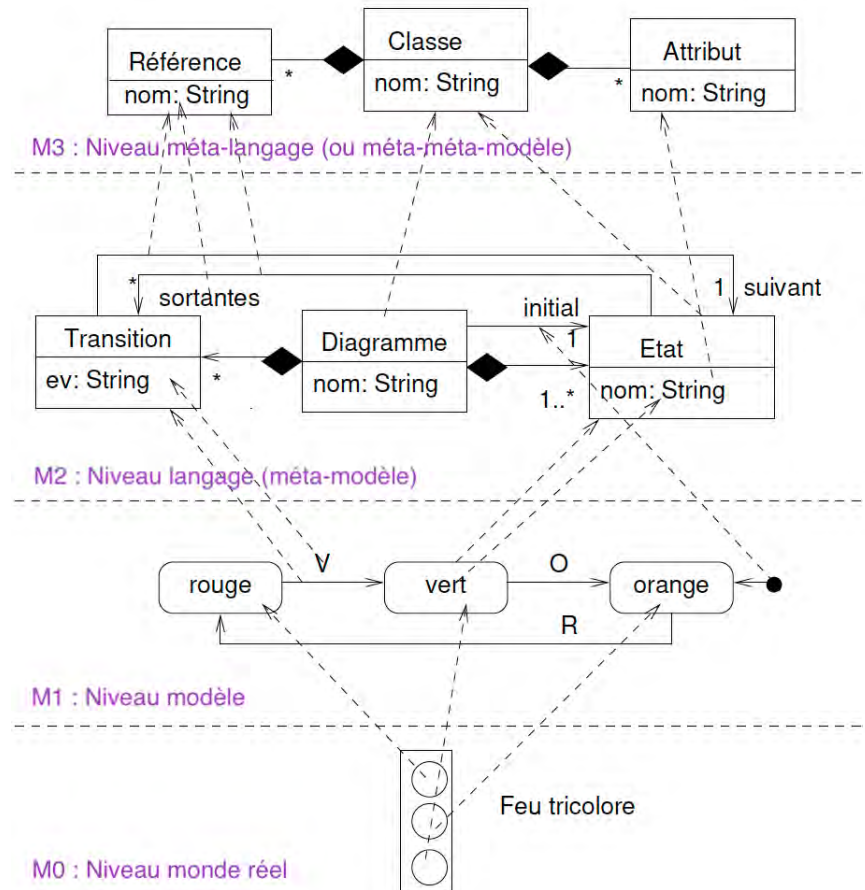 Référence
Classe
Attribut
nom: String
nom: String
nom: String
*
*
M3 : Niveau méta-langage (ou méta-méta-modèle)
*
sortantes
initial
1
suivant
Transition
Diagramme
1
Etat
ev: String
*
nom: String
1..*
nom: String
M2 : Niveau langage (méta-modèle)
V
O
rouge
vert
orange
R
M1 : Niveau modèle
Feu tricolore
M0 : Niveau monde réel